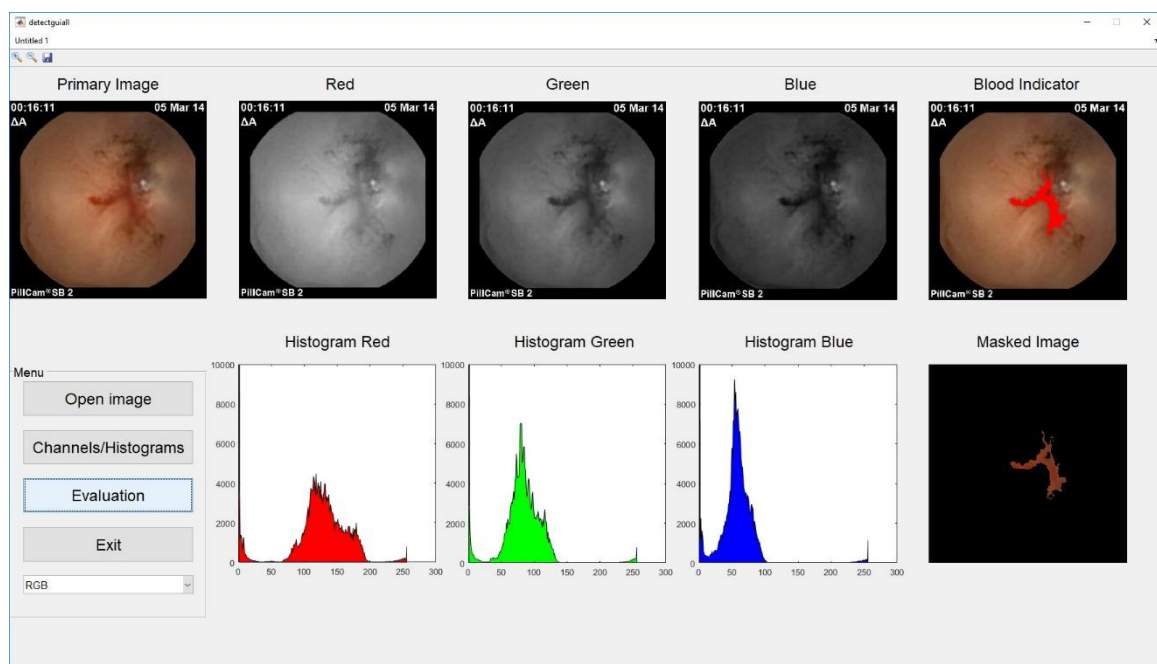 detectguiall
Untitled 1
Primary Image
Red
Green
Blue
Blood Indicator
00:16:11 05 Mar 14
ΔA
PillCam®SB 2
00:16:11 05 Mar 14
ΔA
PillCam®SB 2
00:16:11 05 Mar 14
ΔA
PillCam®SB 2
00:16:11 05 Mar 14
ΔA
PillCam®SB 2
00:16:11 05 Mar 14
ΔA
PillCam®SB 2
Menu
Open image
Channels/Histograms
Evaluation
Exit
RGB
Histogram Red
10000
8000
6000
4000
2000
0
0 50 100 150 200 250 300
Histogram Green
10000
8000
6000
4000
2000
0
0 50 100 150 200 250 300
Histogram Blue
10000
8000
6000
4000
2000
0
0 50 100 150 200 250 300
Masked Image